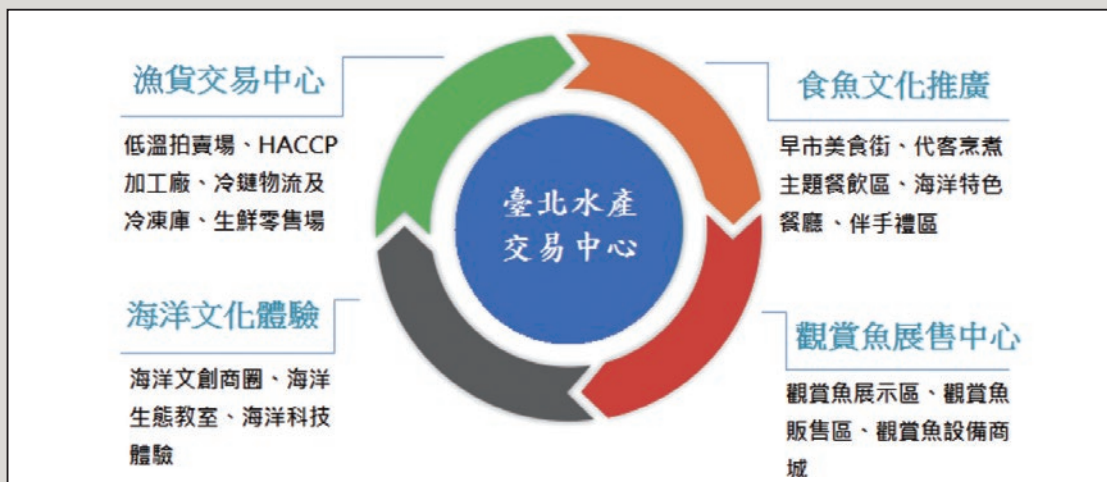 漁貨交易中心
低溫拍賣場、HACCP
加工廠、冷鏈物流及
冷凍庫、生鮮零售場
食魚文化推廣
早市美食街、代客烹煮
主題餐飲區、海洋特色
餐廳、伴手禮區
臺北水產
交易中心
海洋文化體驗
海洋文創商圈、海洋
生態教室、海洋科技
體驗
觀賞魚展售中心
觀賞魚展示區、觀賞魚
販售區、觀賞魚設備商
城